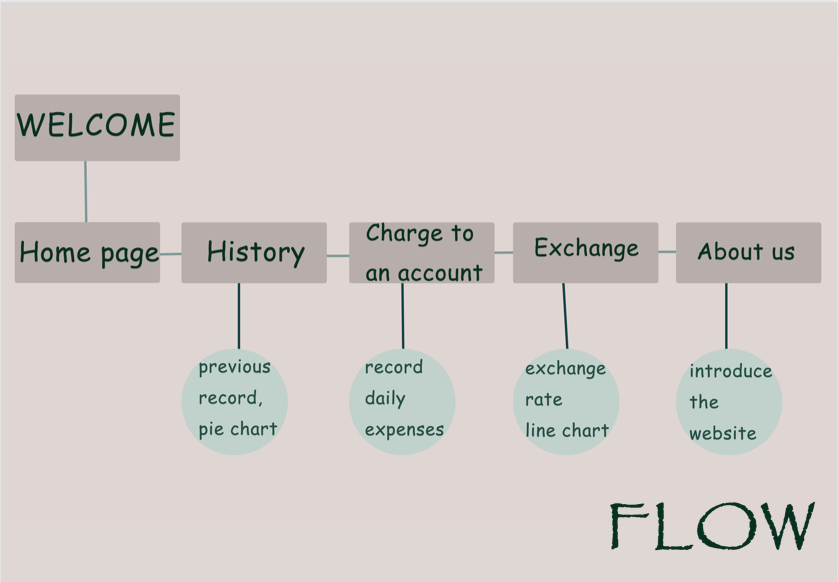 WELCOME
Home page
History
Charge to
an account
Exchange
About us
previous
record,
pie chart
record
daily
expenses
exchange
rate
line chart
introduce
the
website
FLOW